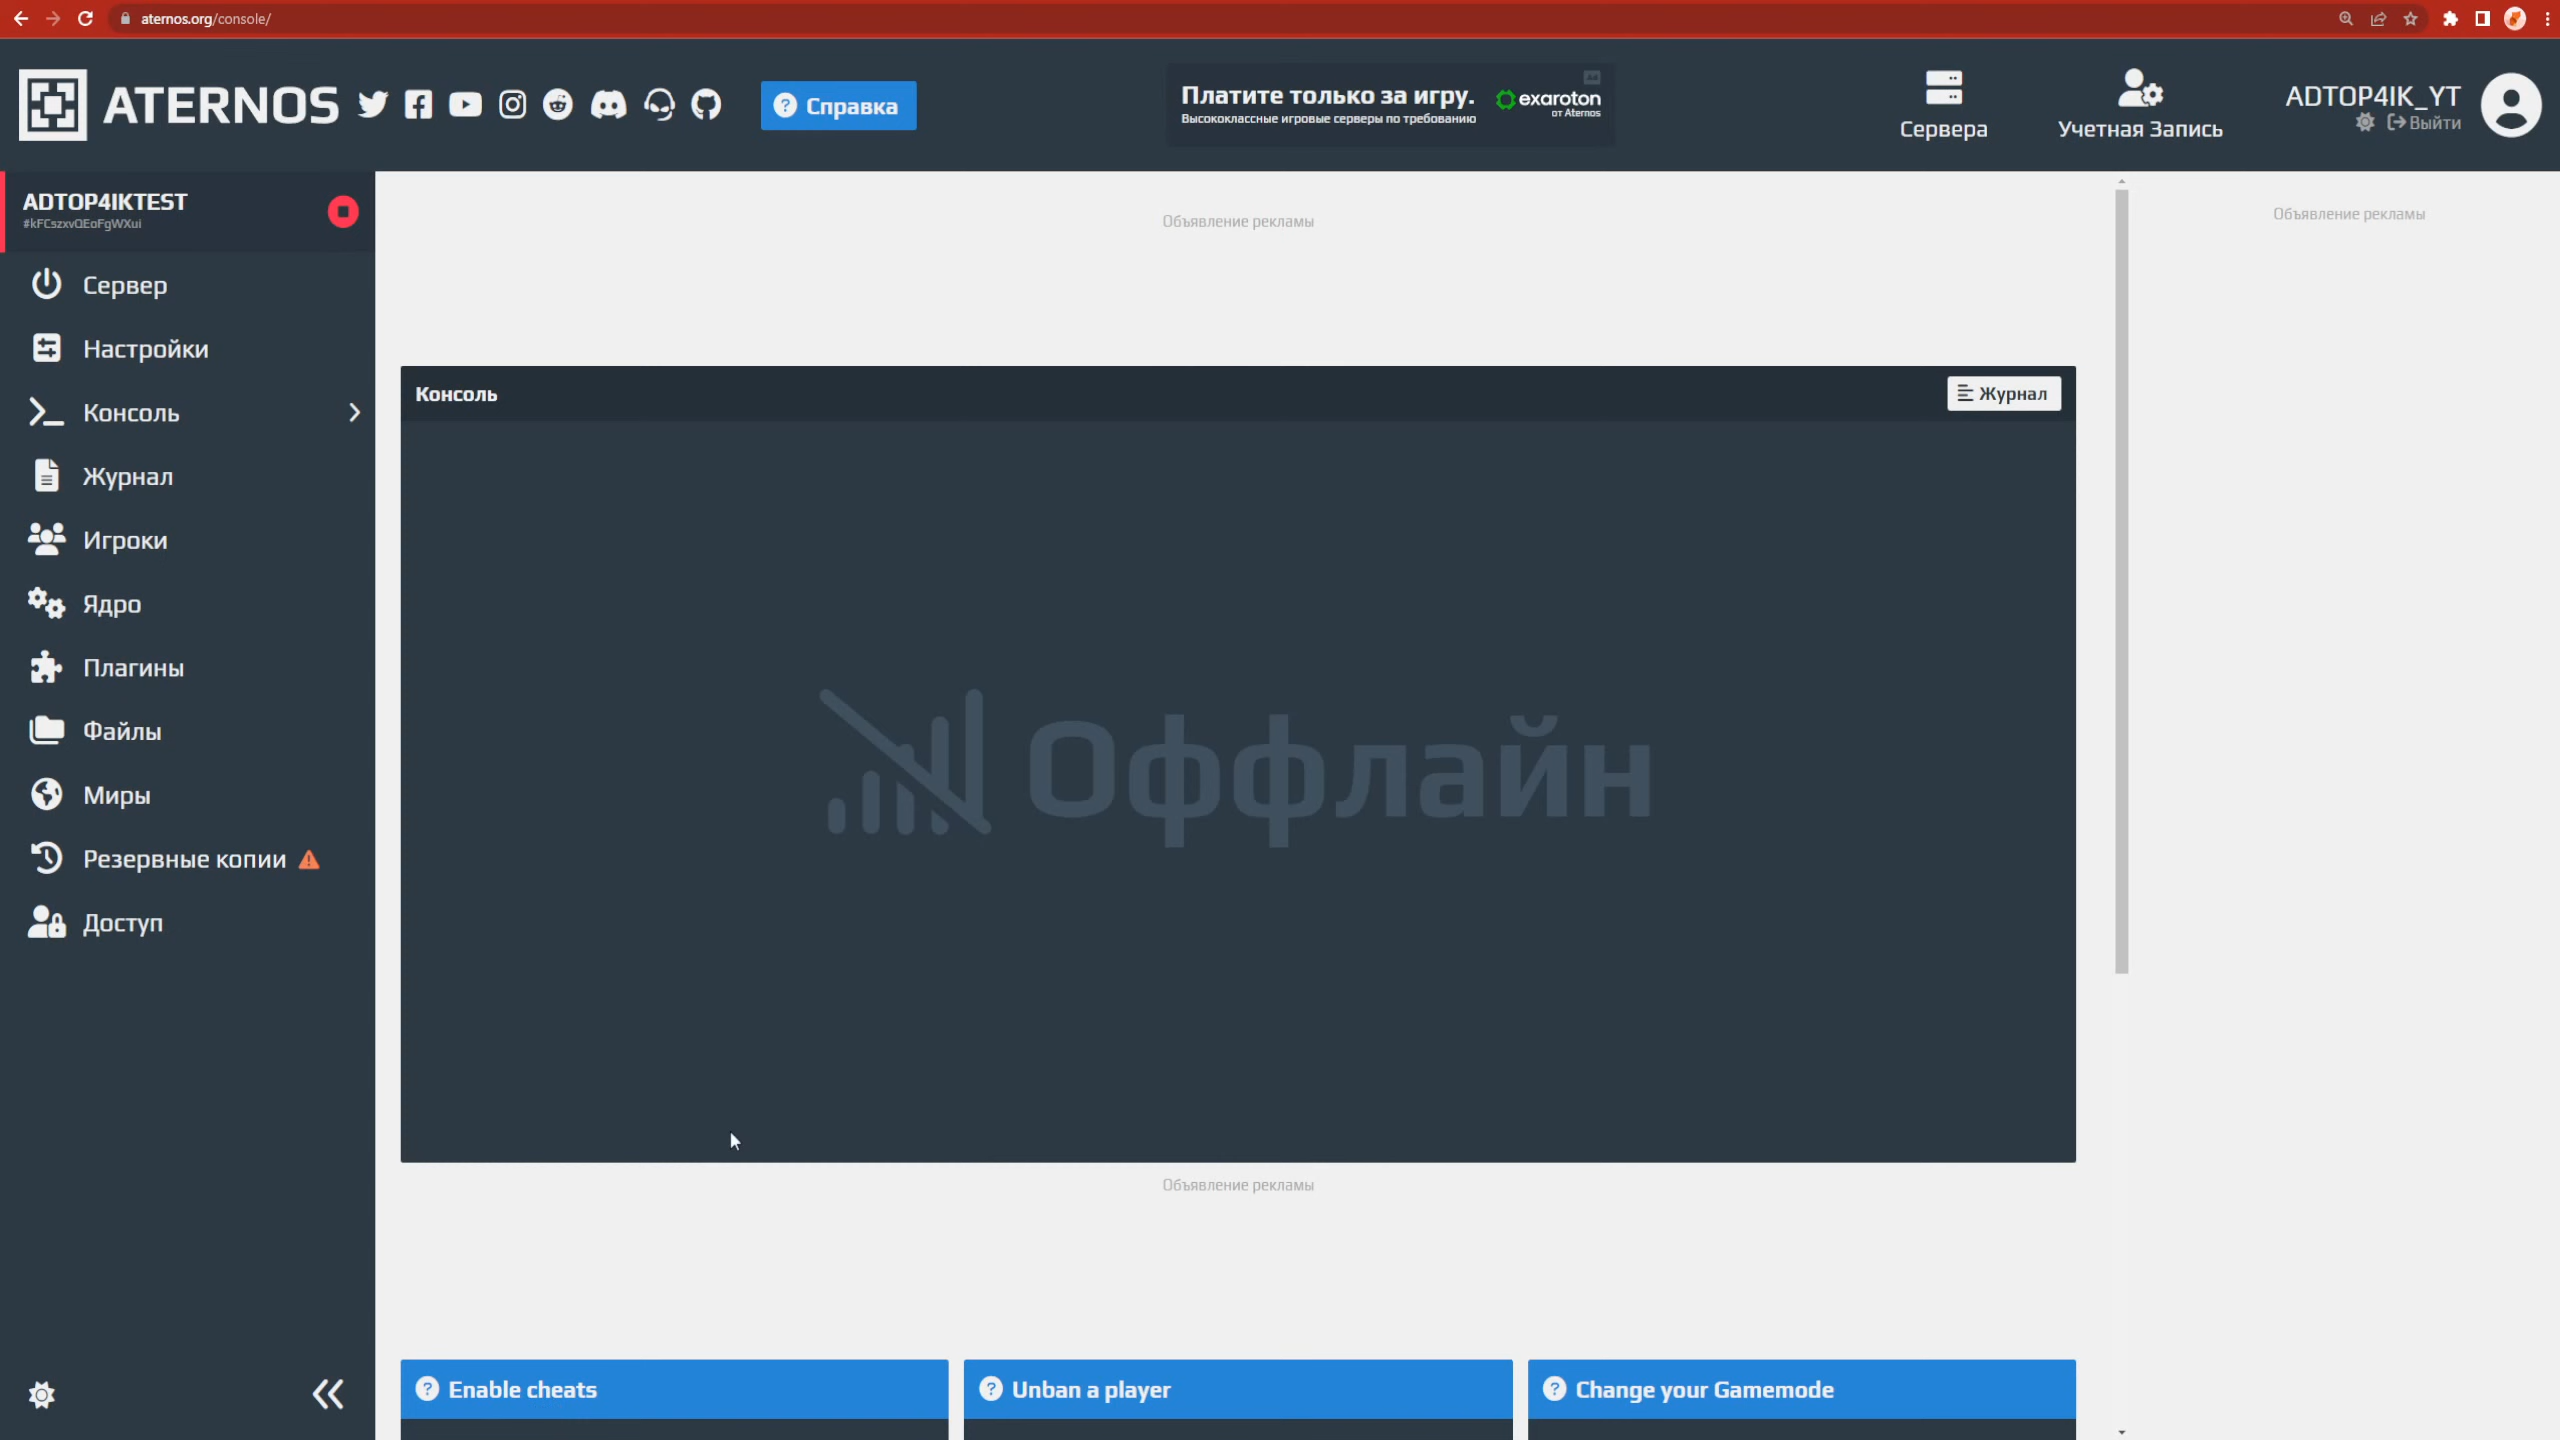 aternos.org/console/
ATERNOS
Справка
Платите только за игру.
Высококлассные игровые серверы по требованию
exaroton
от Aternos
Сервера
Учетная Запись
ADTOP4IK_YT
Выйти
ADTOP4IKTEST
#kFCszxvQEoFgWXui
Сервер
Настройки
Консоль
Журнал
Игроки
Ядро
Плагины
Файлы
Миры
Резервные копии
Доступ
Объявление рекламы
Объявление рекламы
Консоль
Журнал
Оффлайн
Объявление рекламы
Enable cheats
Unban a player
Change your Gamemode